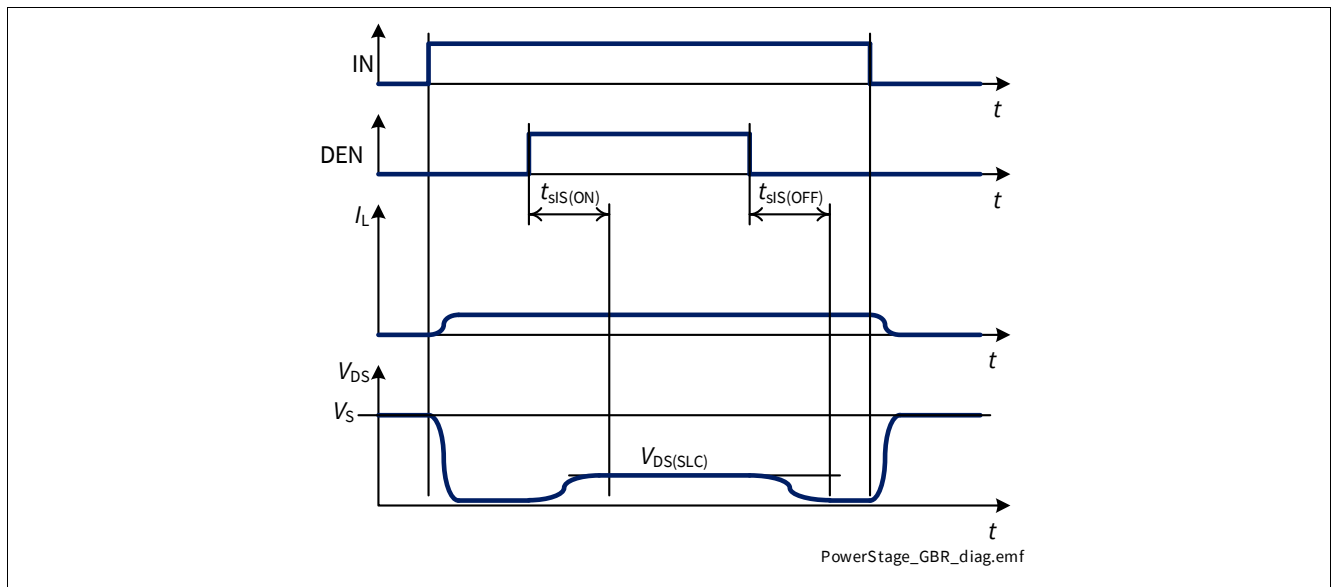 IN
t
DEN
t
tsIS(ON)
tsIS(OFF)
IL
t
VDS
VS
VDS(SLC)
t
PowerStage_GBR_diag.emf